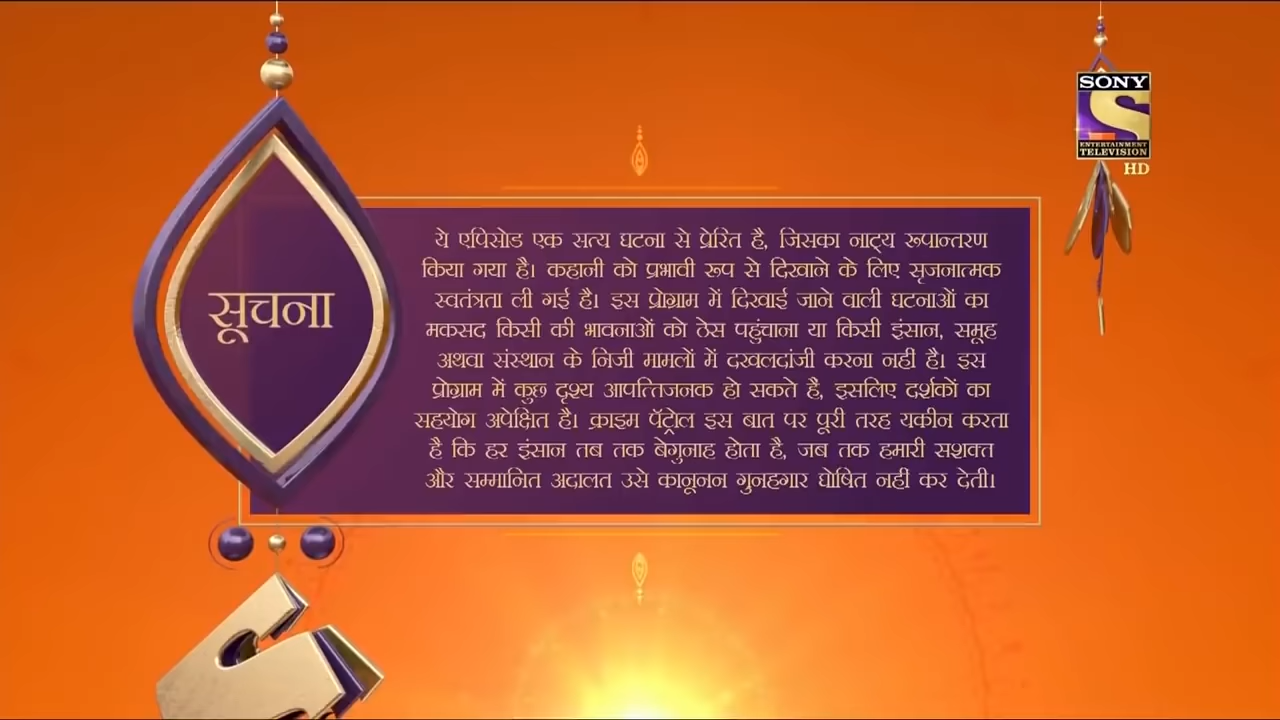 सूचना
SONY
ENTERTAINMENT
TELEVISION
HD
ये एपिसोड एक सत्य घटना से प्रेरित है, जिसका नाट्य रूपान्तरण
किया गया है। कहानी को प्रभावी रूप से दिखाने के लिए सृजनात्मक
स्वतंत्रता ली गई है। इस प्रोग्राम में दिखाई जाने वाली घटनाओं का
मकसद किसी की भावनाओं को ठेस पहुंचाना या किसी इंसान, समूह
अथवा संस्थान के निजी मामलों में दखलदांजी करना नहीं है। इस
प्रोग्राम में कुछ दृश्य आपत्तिजनक हो सकते हैं, इसलिए दर्शकों का
सहयोग अपेक्षित है। क्राइम पॅट्रोल इस बात पर पूरी तरह यकीन करता
है कि हर इंसान तब तक बेगुनाह होता है, जब तक हमारी सशक्त
और सम्मानित अदालत उसे कानूनन गुनहगार घोषित नहीं कर देती।